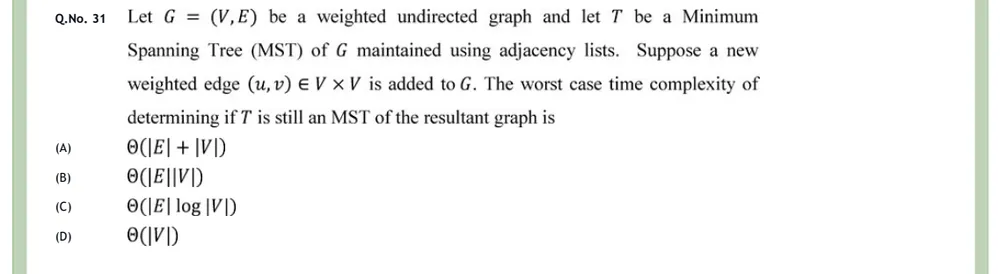 Q.No. 31 Let G = (V, E) be a weighted undirected graph and let T be a Minimum
Spanning Tree (MST) of G maintained using adjacency lists. Suppose a new
weighted edge (u, v) ∈ V × V is added to G. The worst case time complexity of
determining if T is still an MST of the resultant graph is
(A) Θ(|E| + |V|)
(B) Θ(|E||V|)
(C) Θ(|E| log |V|)
(D) Θ(|V|)